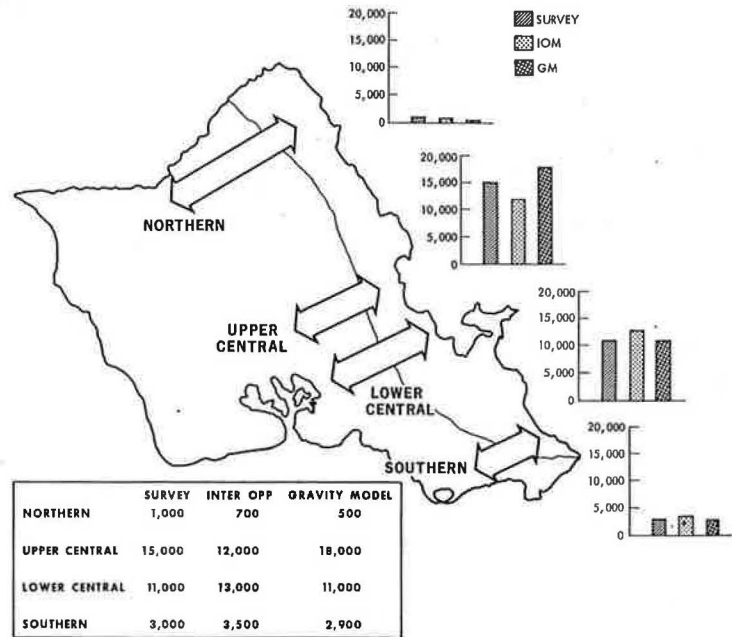 20,000
15,000
10,000
5,000
0
SURVEY
IOM
GM
20,000
15,000
10,000
5,000
0
NORTHERN
UPPER
CENTRAL
20,000
15,000
10,000
5,000
0
LOWER
CENTRAL
SOUTHERN
20,000
15,000
10,000
5,000
0
SURVEY INTER OPP GRAVITY MODEL
NORTHERN 1,000 700 500
UPPER CENTRAL 15,000 12,000 18,000
LOWER CENTRAL 11,000 13,000 11,000
SOUTHERN 3,000 3,500 2,900